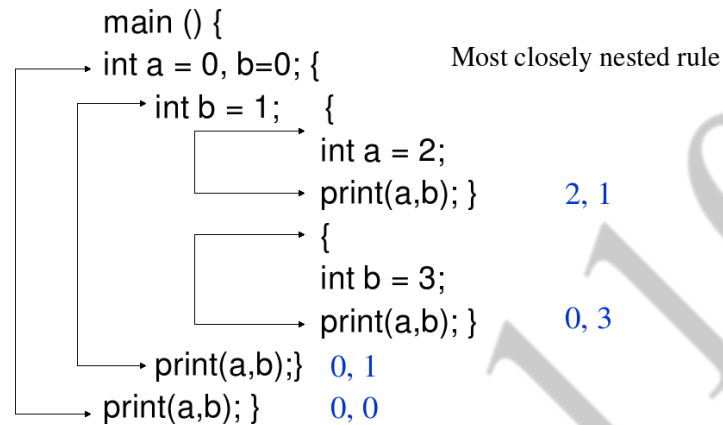 main () {
int a = 0, b=0; { Most closely nested rule
int b = 1; {
int a = 2;
print(a,b); } 2, 1
{
int b = 3;
print(a,b); } 0, 3
print(a,b);} 0, 1
print(a,b); } 0, 0